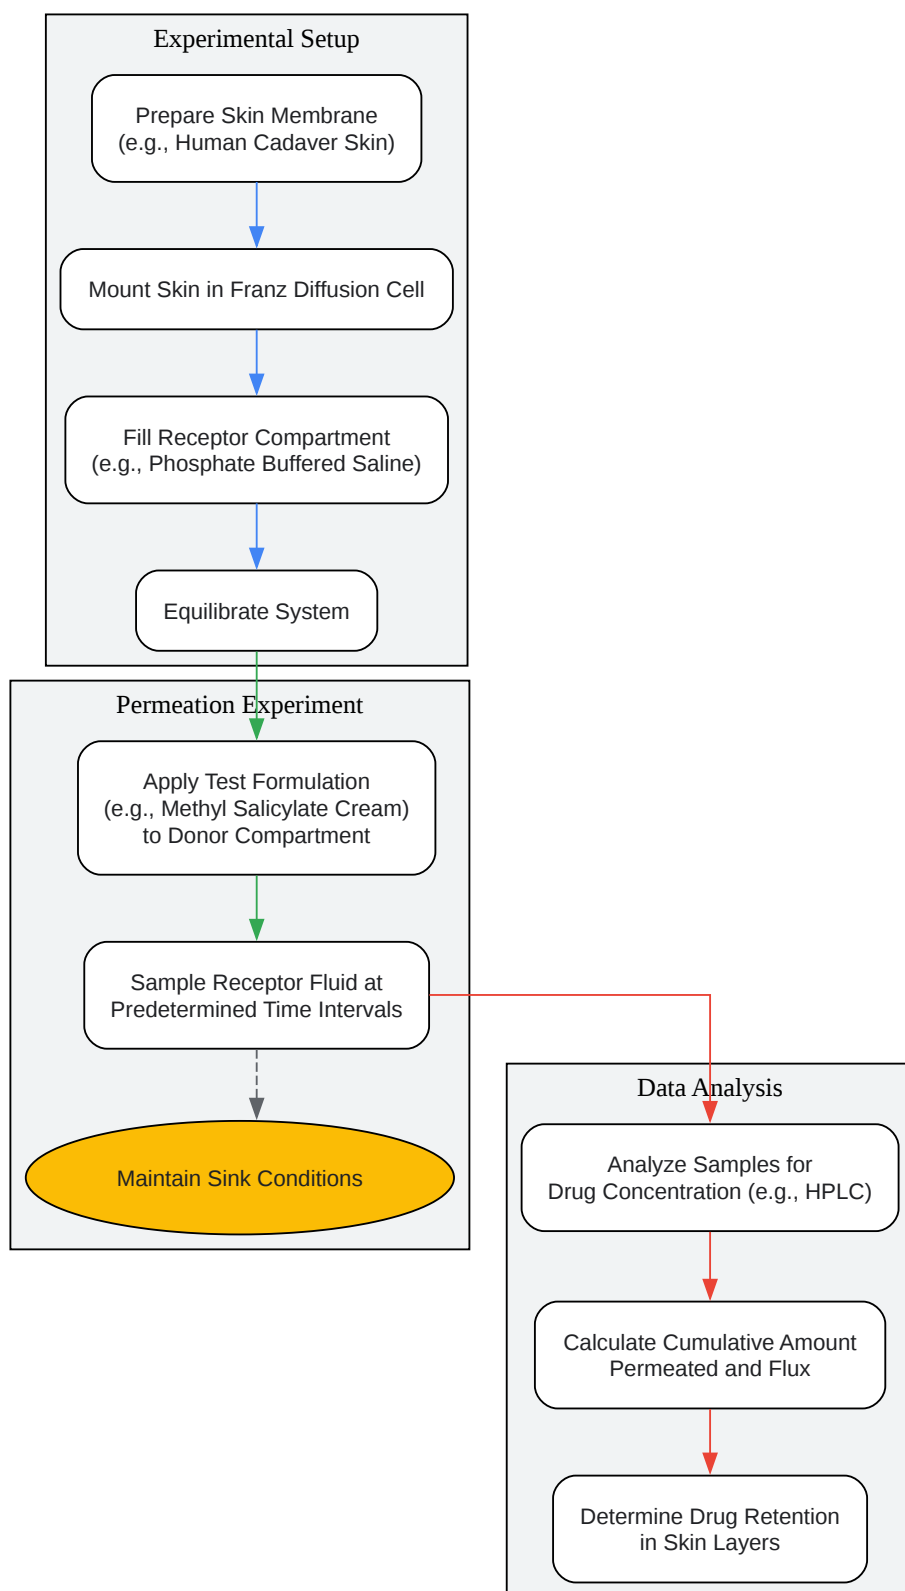 Experimental Setup
Prepare Skin Membrane
(e.g., Human Cadaver Skin)
Mount Skin in Franz Diffusion Cell
Fill Receptor Compartment
(e.g., Phosphate Buffered Saline)
Equilibrate System
Permeation Experiment
Apply Test Formulation
(e.g., Methyl Salicylate Cream)
to Donor Compartment
Sample Receptor Fluid at
Predetermined Time Intervals
Maintain Sink Conditions
Data Analysis
Analyze Samples for
Drug Concentration (e.g., HPLC)
Calculate Cumulative Amount
Permeated and Flux
Determine Drug Retention
in Skin Layers